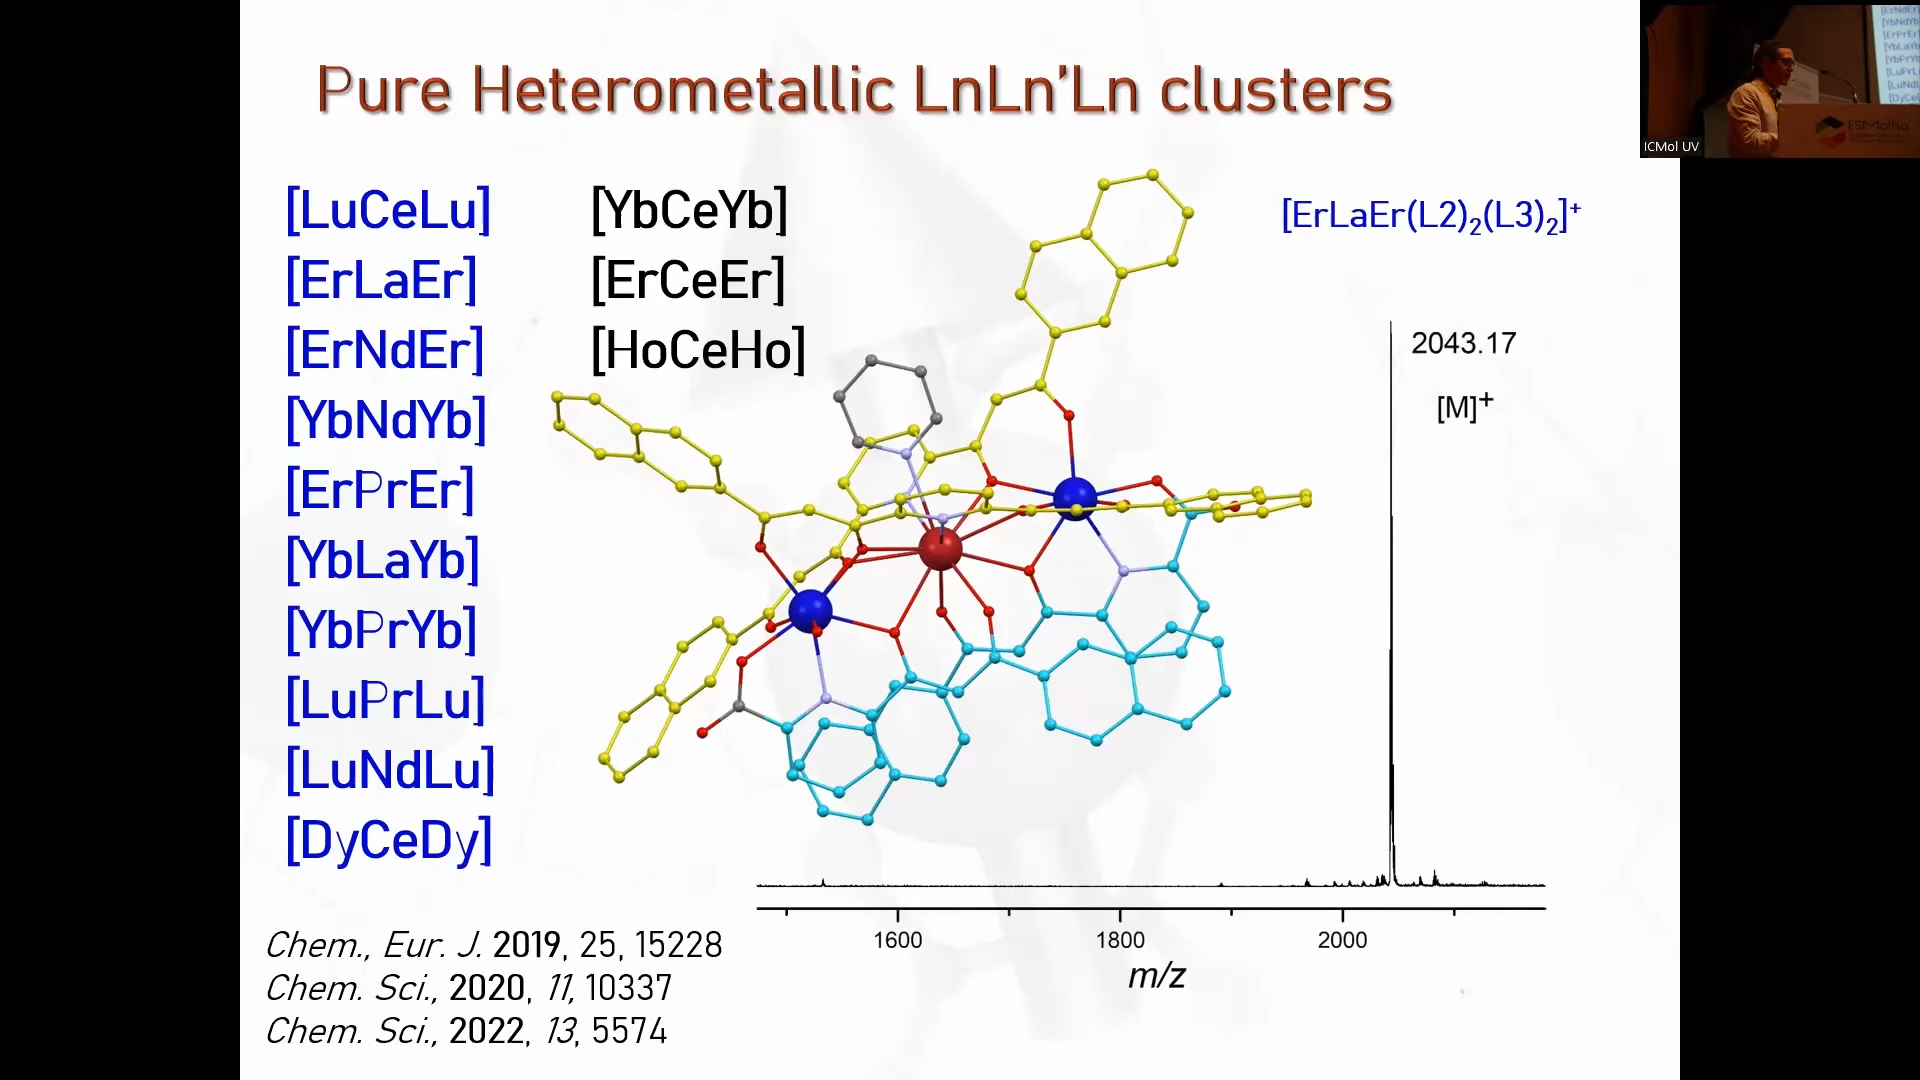 Pure Heterometallic LnLn’Ln clusters
[LuCeLu]
[ErLaEr]
[ErNdEr]
[YbNdYb]
[ErPrEr]
[YbLaYb]
[YbPrYb]
[LuPrLu]
[LuNdLu]
[DyCeDy]
[YbCeYb]
[ErCeEr]
[HoCeHo]
[ErLaEr(L2)₂(L3)₂]⁺
2043.17
[M]⁺
1600
1800
2000
m/z
Chem., Eur. J. 2019, 25, 15228
Chem. Sci., 2020, 11, 10337
Chem. Sci., 2022, 13, 5574
ICMol UV
ESMolNa